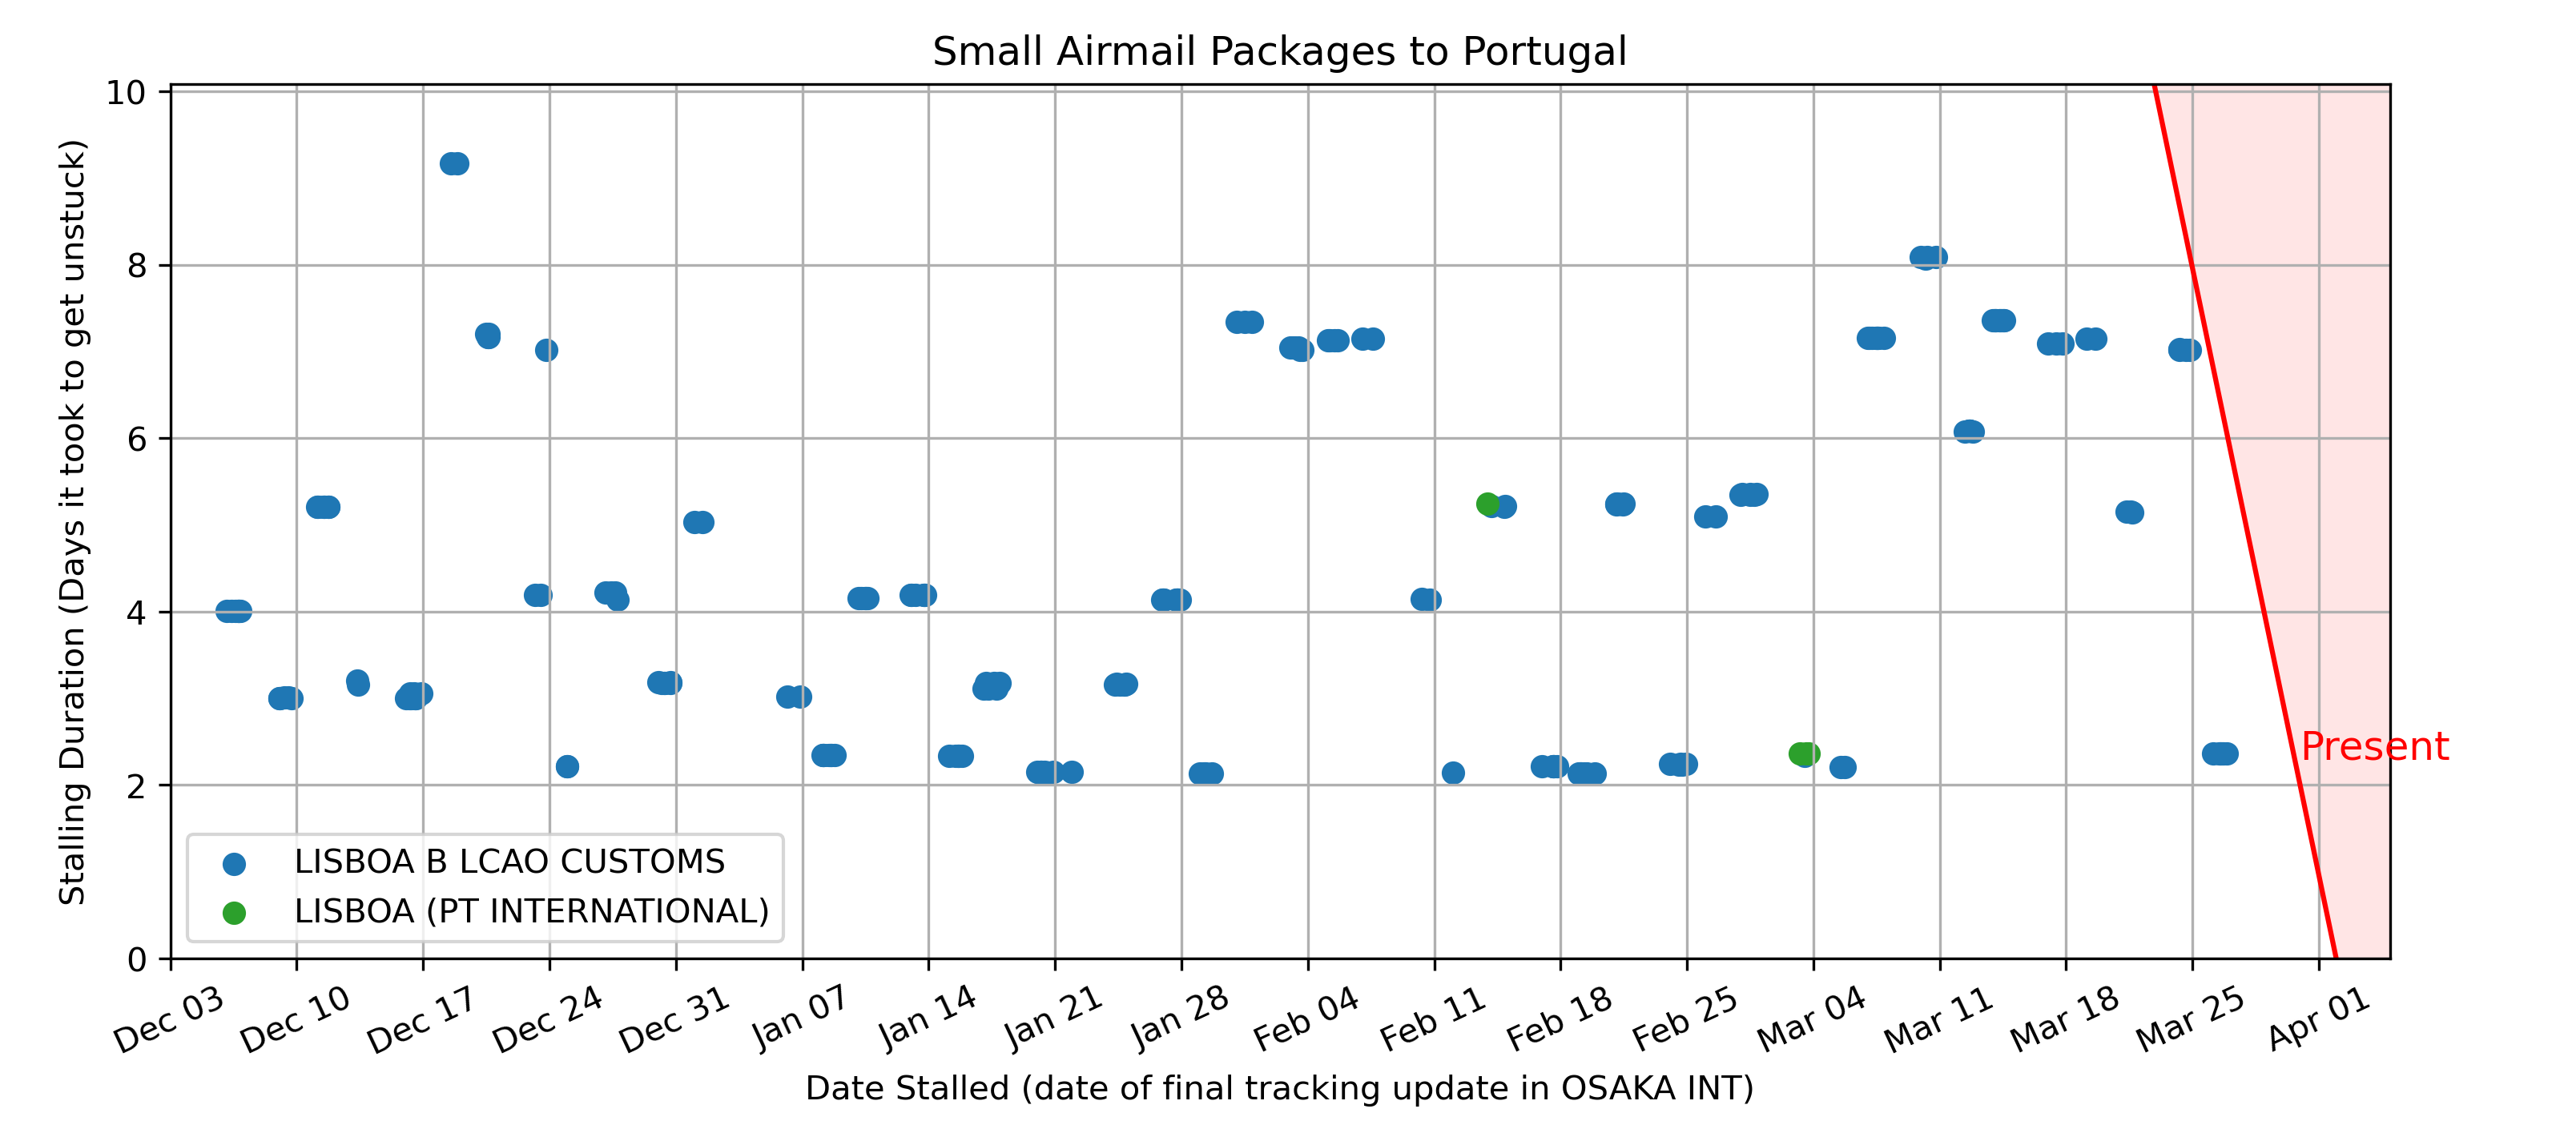 Small Airmail Packages to Portugal
Stalling Duration (Days it took to get unstuck)
10
8
6
4
2
0
Present
LISBOA B LCAO CUSTOMS
LISBOA (PT INTERNATIONAL)
Dec 03
Dec 10
Dec 17
Dec 24
Dec 31
Jan 07
Jan 14
Jan 21
Jan 28
Feb 04
Feb 11
Feb 18
Feb 25
Mar 04
Mar 11
Mar 18
Mar 25
Apr 01
Date Stalled (date of final tracking update in OSAKA INT)